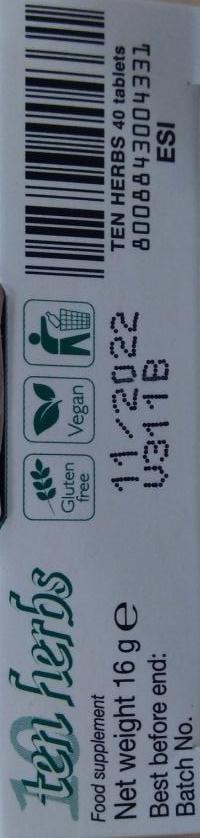 10
ten herbs
Food supplement
Net weight 16 g e
Best before end: 11/2022
Batch No. V311B
Gluten
free
Vegan
TEN HERBS 40 tablets
8008843004331
ESI